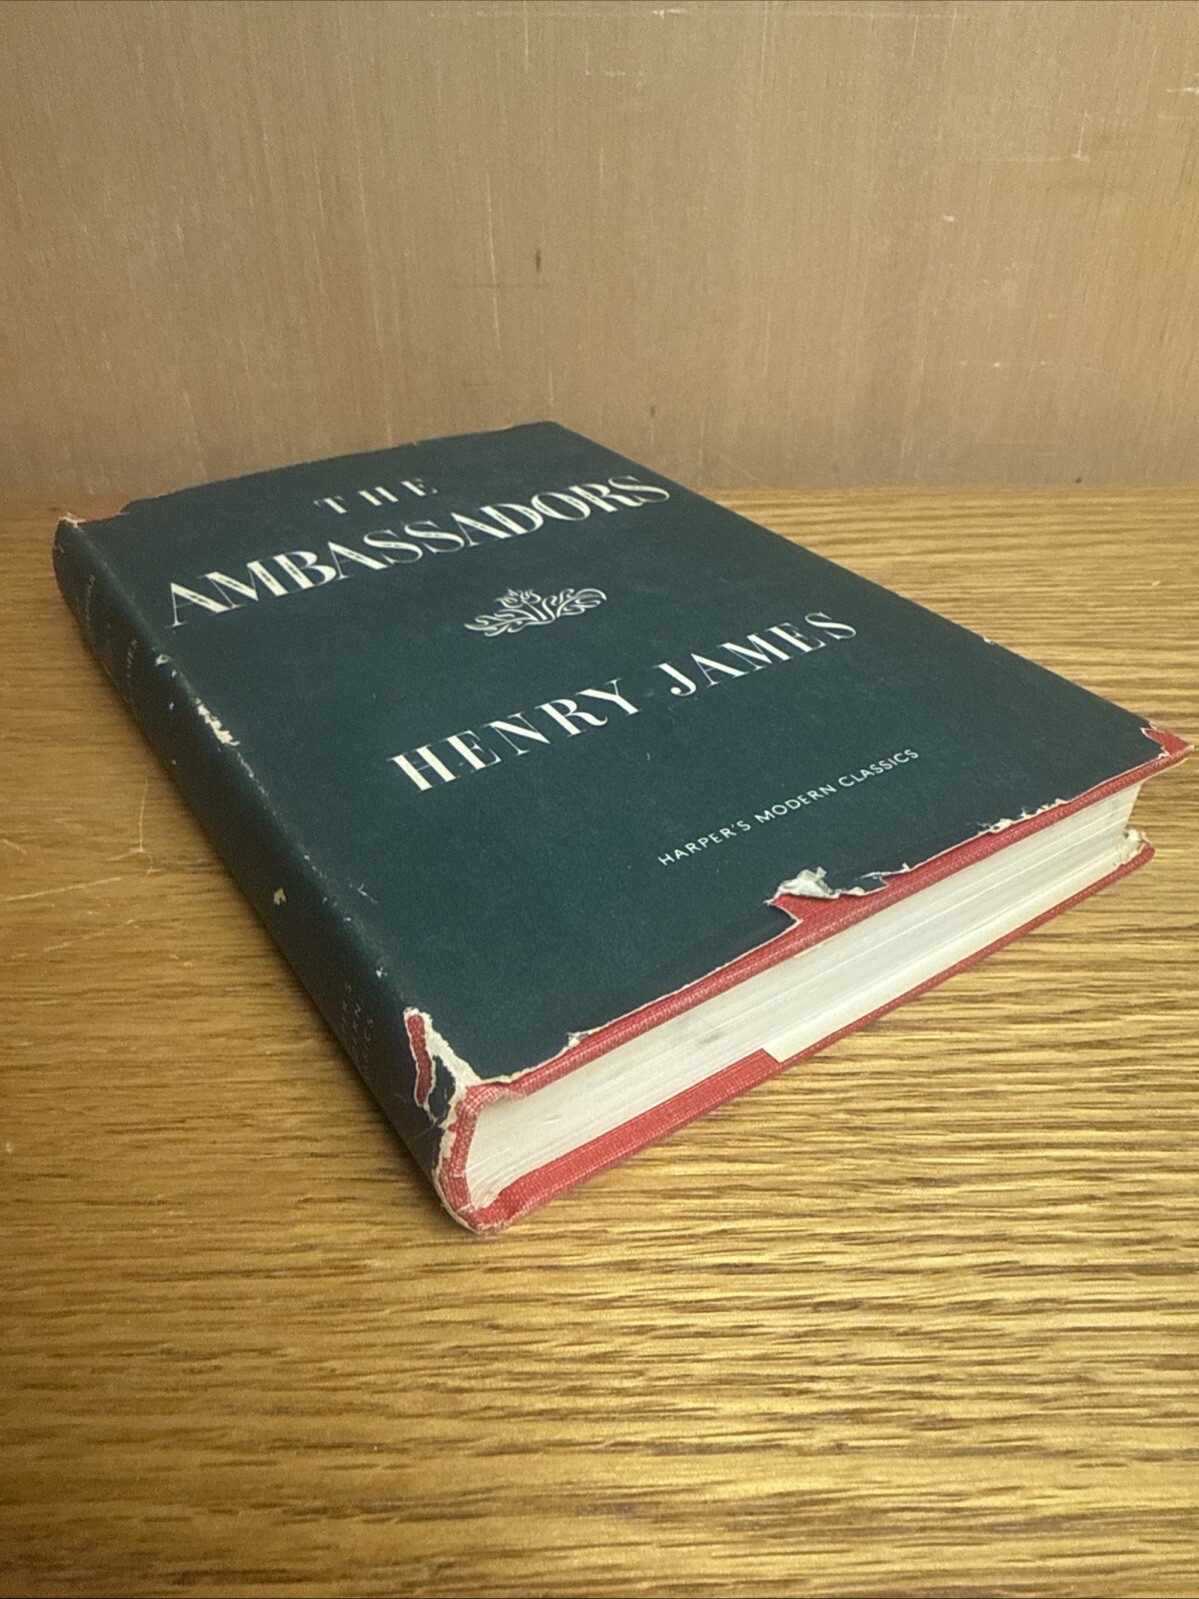 THE
AMBASSADORS
HENRY JAMES
HARPER'S MODERN CLASSICS